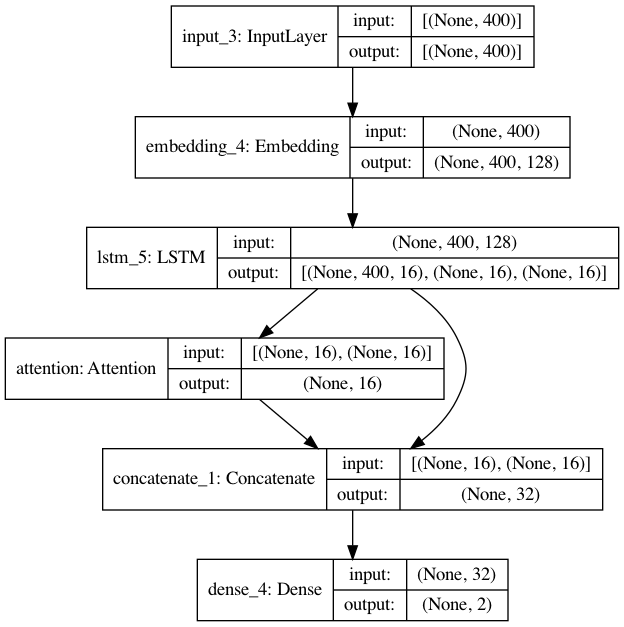 input_3: InputLayer
input: [(None, 400)]
output: [(None, 400)]
embedding_4: Embedding
input: (None, 400)
output: (None, 400, 128)
lstm_5: LSTM
input: (None, 400, 128)
output: [(None, 400, 16), (None, 16), (None, 16)]
attention: Attention
input: [(None, 16), (None, 16)]
output: (None, 16)
concatenate_1: Concatenate
input: [(None, 16), (None, 16)]
output: (None, 32)
dense_4: Dense
input: (None, 32)
output: (None, 2)